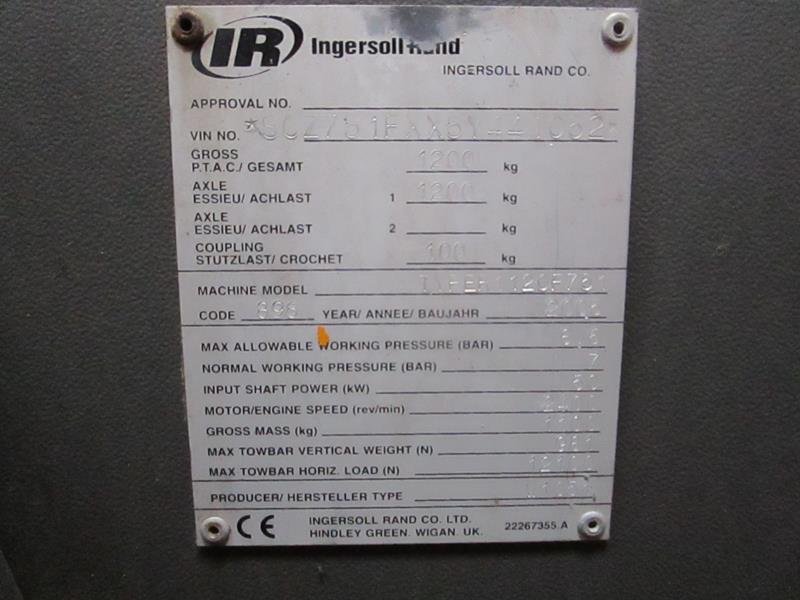 IR Ingersoll Rand
INGERSOLL RAND CO.
APPROVAL NO.
VIN NO.
GROSS
P.T.A.C./ GESAMT 1200 kg
AXLE
ESSIEU/ ACHLAST 1 1200 kg
AXLE
ESSIEU/ ACHLAST 2 kg
COUPLING
STUTZLAST/ CROCHET 100 kg
MACHINE MODEL
CODE 898 YEAR/ ANNEE/ BAUJAHR
MAX ALLOWABLE WORKING PRESSURE (BAR)
NORMAL WORKING PRESSURE (BAR) 7
INPUT SHAFT POWER (kW)
MOTOR/ENGINE SPEED (rev/min)
GROSS MASS (kg)
MAX TOWBAR VERTICAL WEIGHT (N) 981
MAX TOWBAR HORIZ. LOAD (N)
PRODUCER/ HERSTELLER TYPE
CE INGERSOLL RAND CO. LTD. 22267355 A
HINDLEY GREEN. WIGAN. UK.